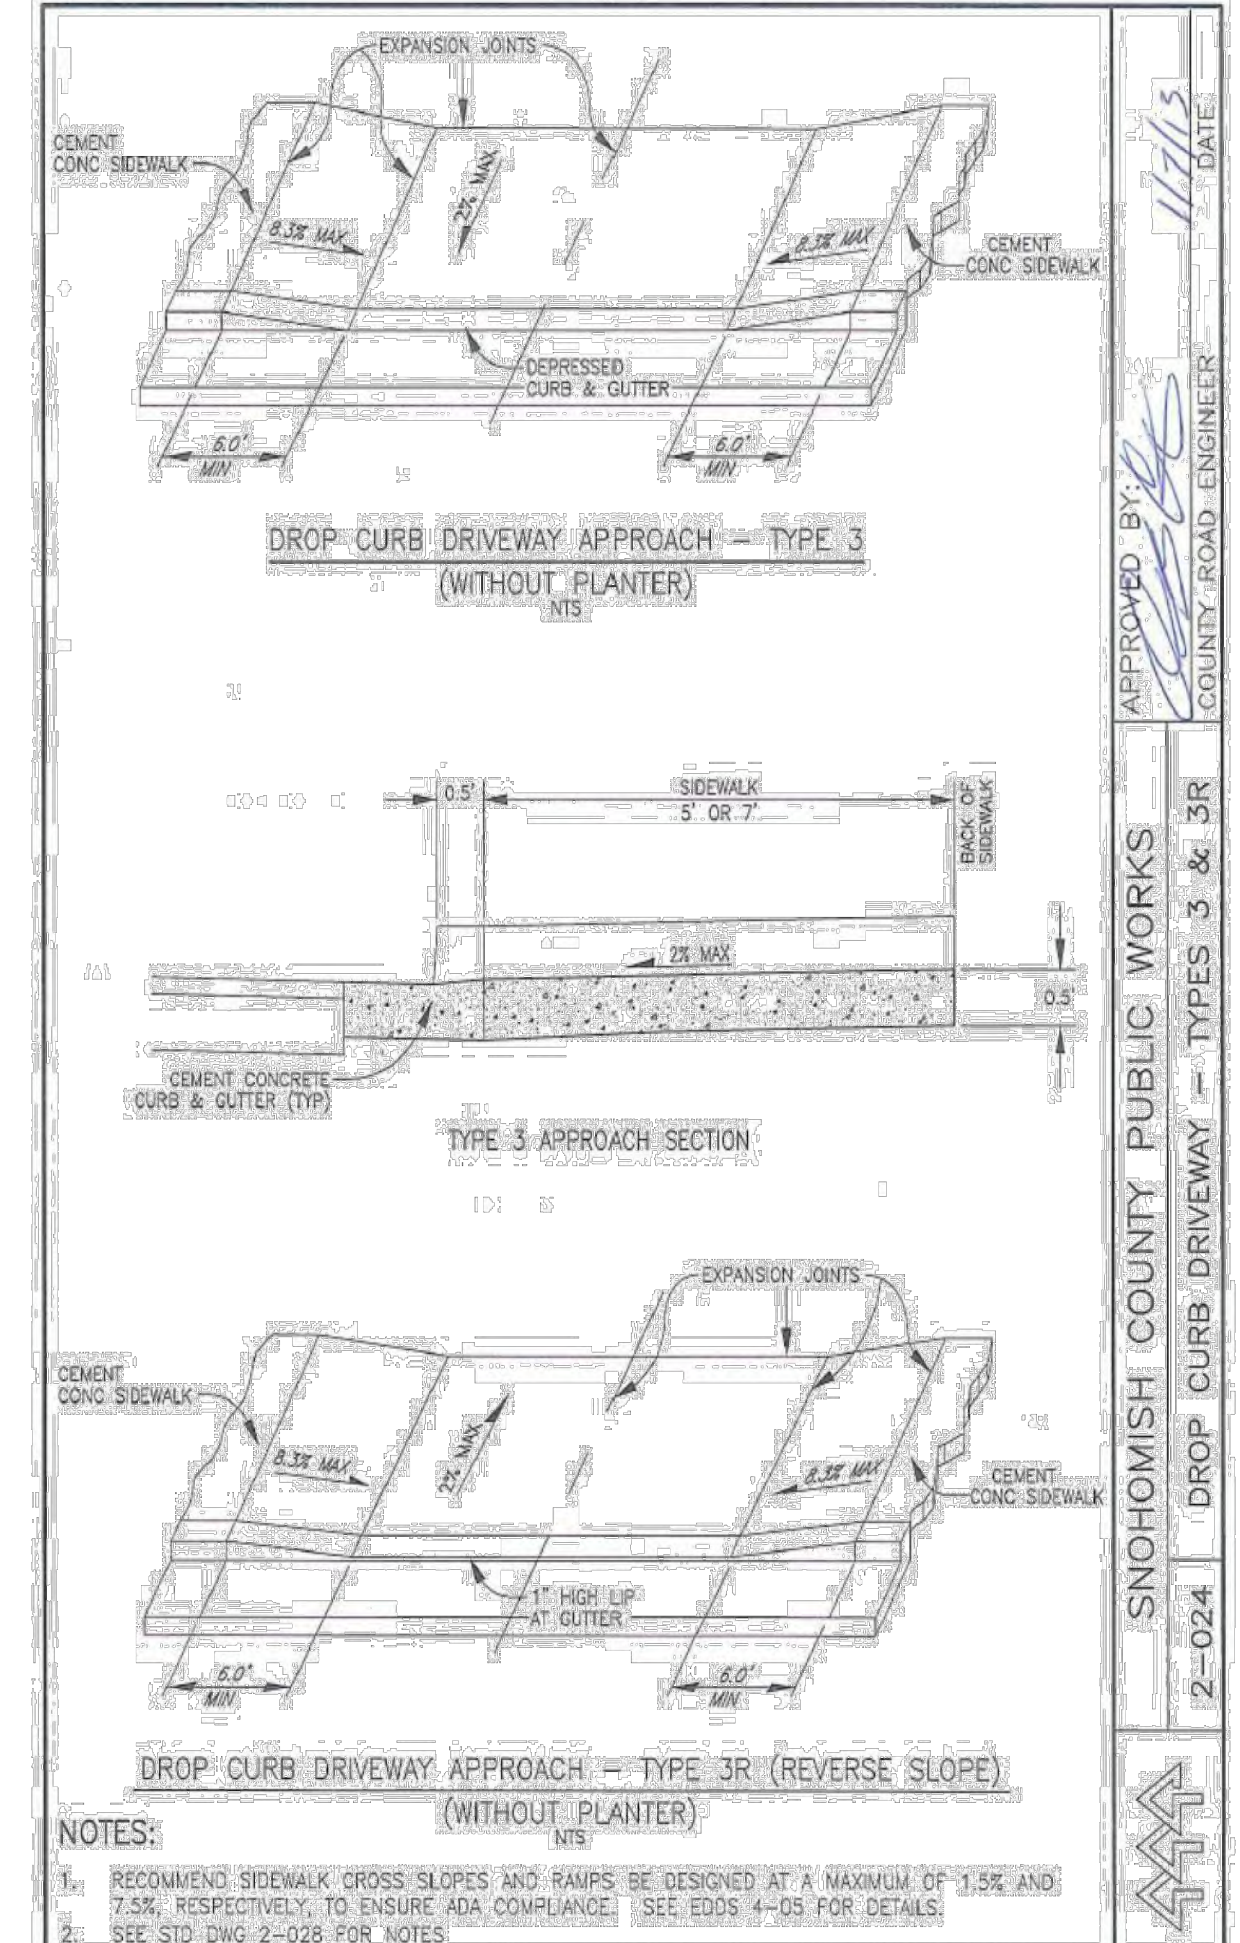 EXPANSION JOINTS
CEMENT
CONC SIDEWALK
2% MAX
8.3% MAX
8.3% MAX
CEMENT
CONC SIDEWALK
DEPRESSED
CURB & GUTTER
6.0'
MIN
6.0'
MIN
DROP CURB DRIVEWAY APPROACH – TYPE 3
(WITHOUT PLANTER)
NTS
0.5'
SIDEWALK
5' OR 7'
BACK OF
SIDEWALK
2% MAX
0.5'
CEMENT CONCRETE
CURB & GUTTER (TYP)
TYPE 3 APPROACH SECTION
EXPANSION JOINTS
CEMENT
CONC SIDEWALK
2% MAX
8.3% MAX
8.3% MAX
CEMENT
CONC SIDEWALK
1" HIGH LIP
AT GUTTER
6.0'
MIN
6.0'
MIN
DROP CURB DRIVEWAY APPROACH – TYPE 3R (REVERSE SLOPE)
(WITHOUT PLANTER)
NTS
NOTES:
1. RECOMMEND SIDEWALK CROSS SLOPES AND RAMPS BE DESIGNED AT A MAXIMUM OF 1.5% AND
7.5%, RESPECTIVELY, TO ENSURE ADA COMPLIANCE. SEE EDDS 4-05 FOR DETAILS.
2. SEE STD DWG 2-028 FOR NOTES
APPROVED BY:
11/7/13
COUNTY ROAD ENGINEER DATE
SNOHOMISH COUNTY PUBLIC WORKS
2-024 DROP CURB DRIVEWAY – TYPES 3 & 3R